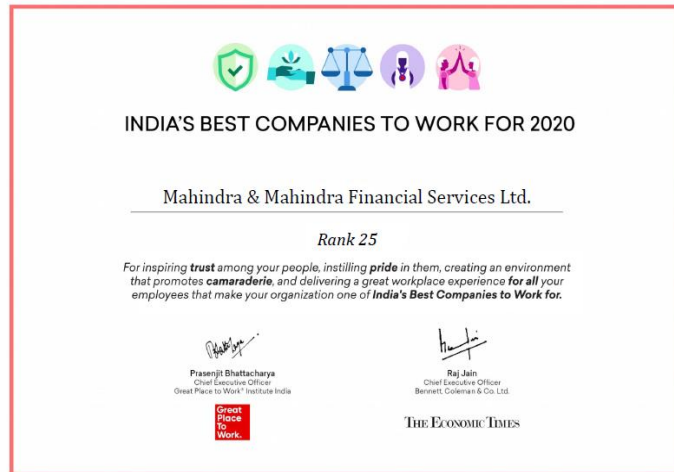 INDIA'S BEST COMPANIES TO WORK FOR 2020
Mahindra & Mahindra Financial Services Ltd.
Rank 25
For inspiring trust among your people, instilling pride in them, creating an environment
that promotes camaraderie, and delivering a great workplace experience for all your
employees that make your organization one of India's Best Companies to Work for.
Prasenjit Bhattacharya
Chief Executive Officer
Great Place to Work® Institute India
Great
Place
To
Work.
Raj Jain
Chief Executive Officer
Bennett, Coleman & Co. Ltd.
THE ECONOMIC TIMES